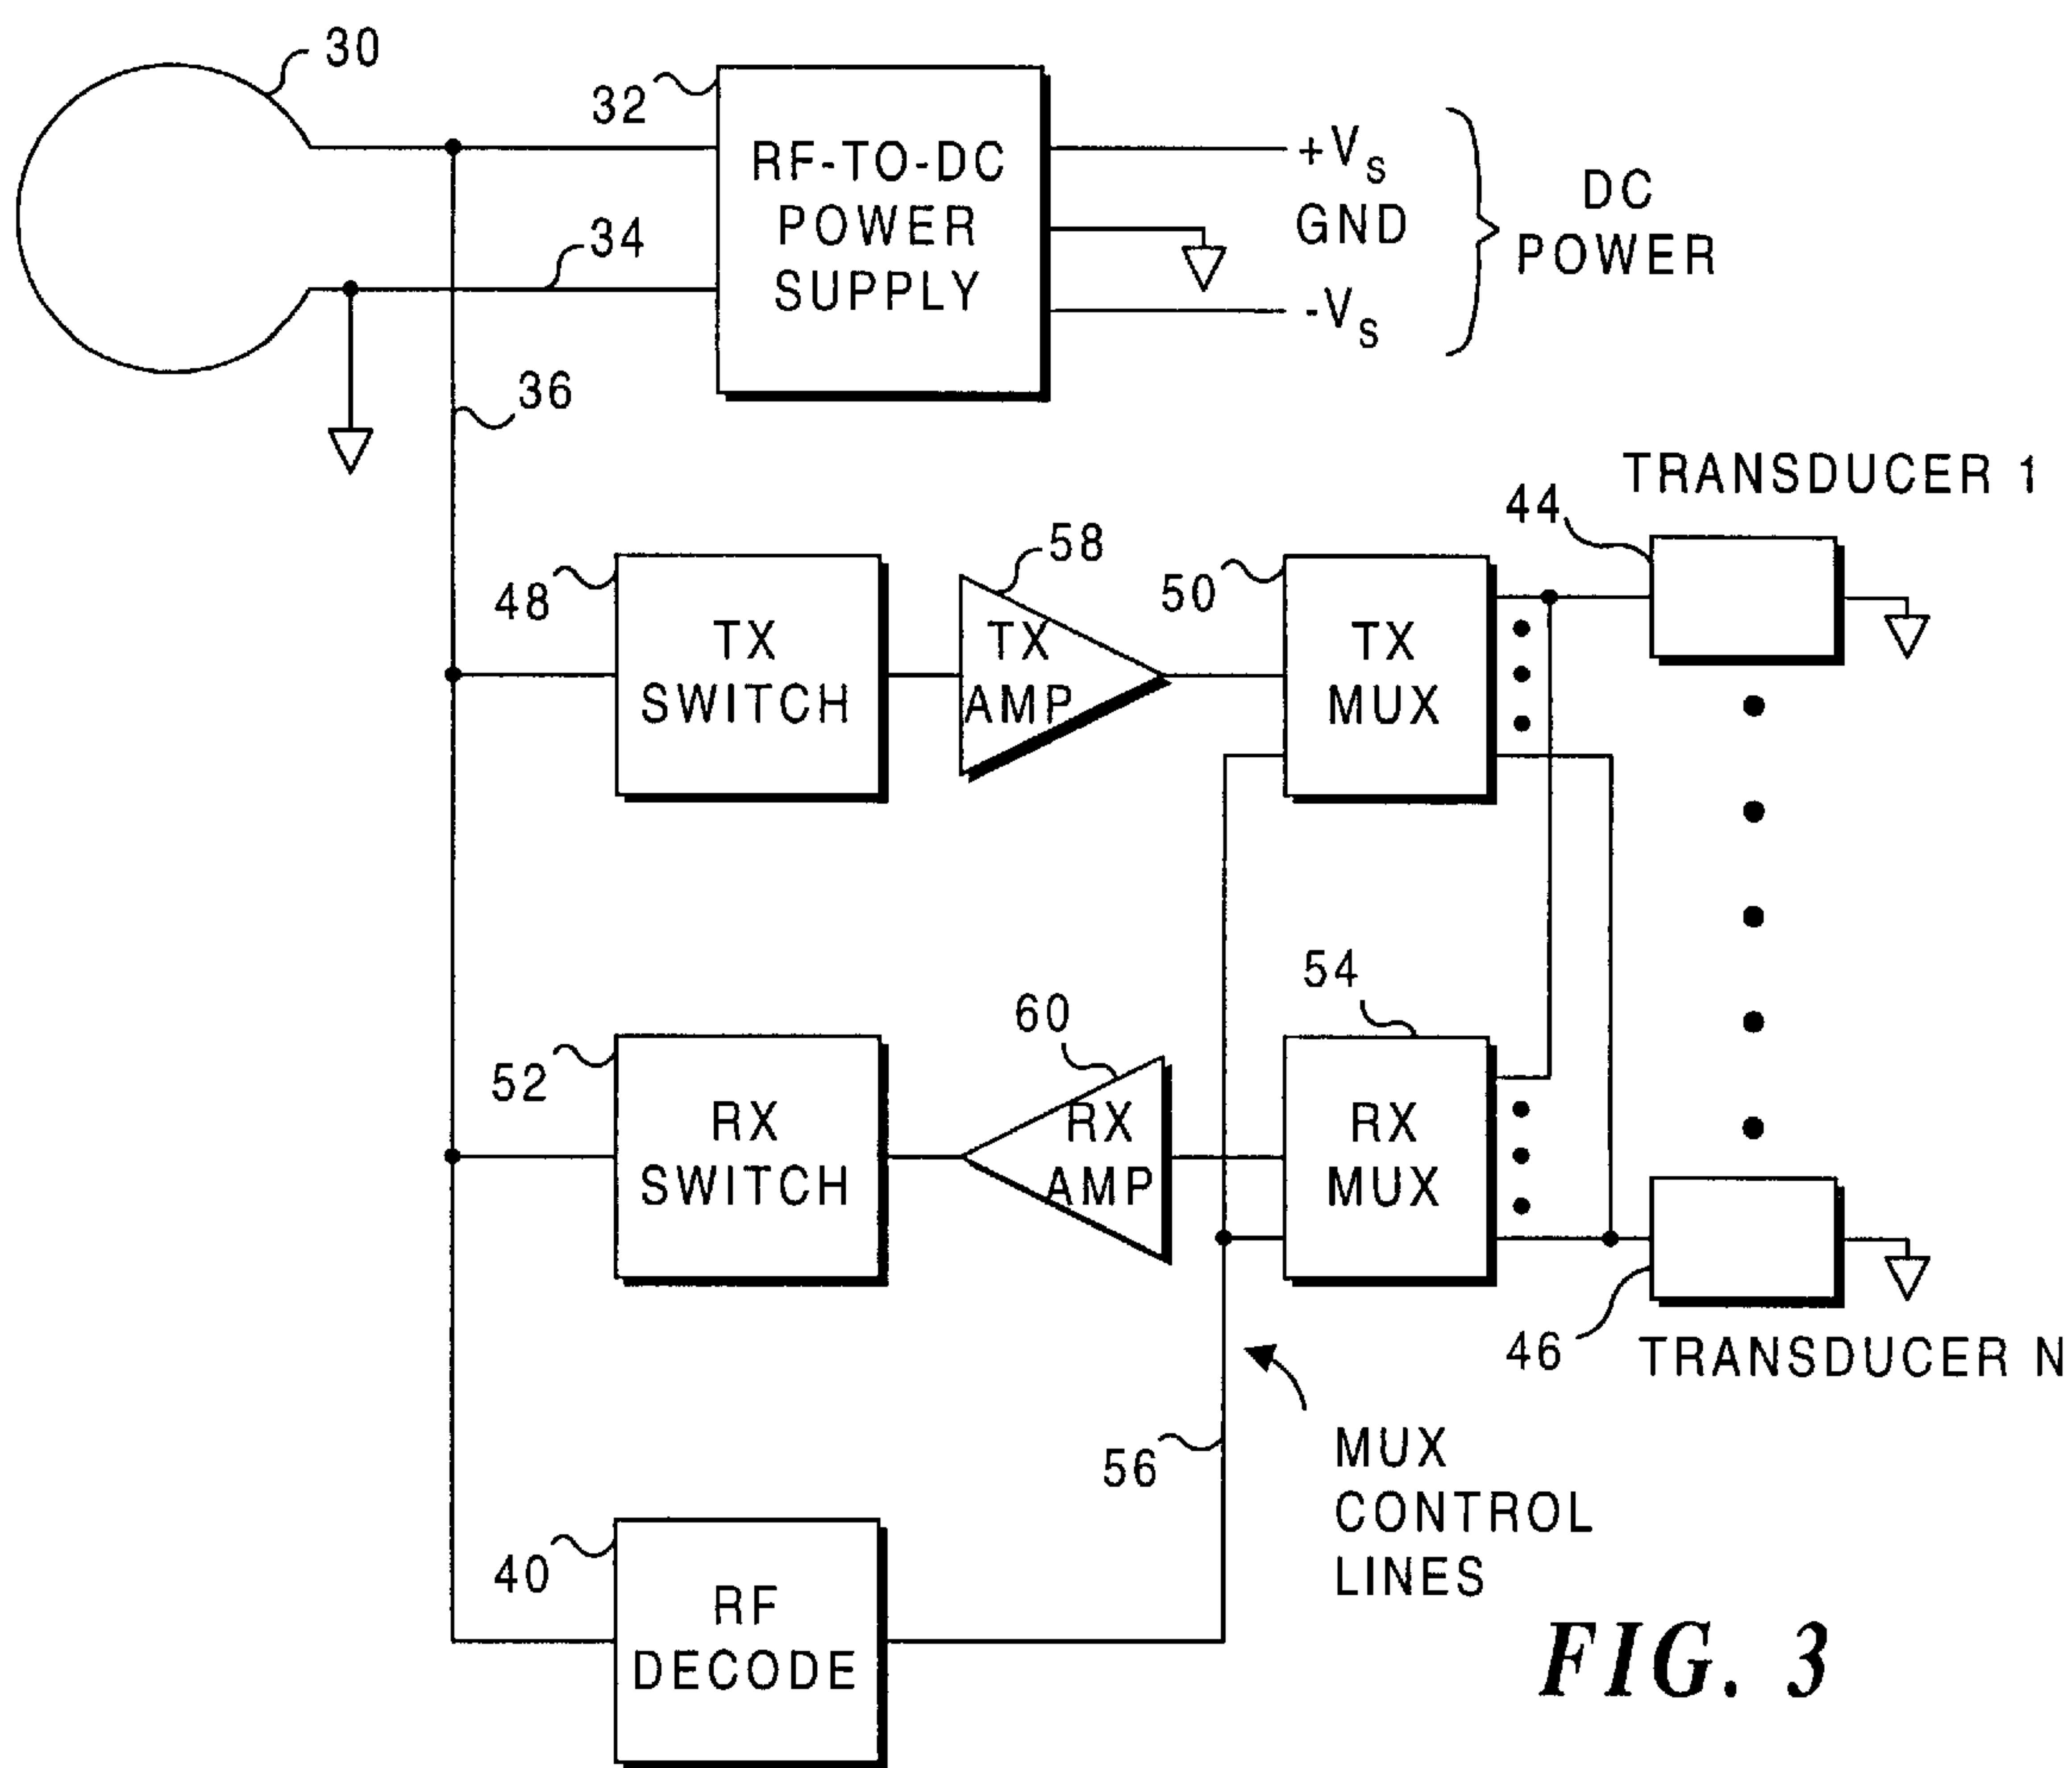 30
32
RF-TO-DC
POWER
SUPPLY
+VS
GND
-VS
DC
POWER
34
36
TRANSDUCER 1
44
48
TX
SWITCH
58
TX
AMP
50
TX
MUX
54
60
52
RX
SWITCH
RX
AMP
RX
MUX
46
TRANSDUCER N
56
MUX
CONTROL
LINES
40
RF
DECODE
FIG. 3